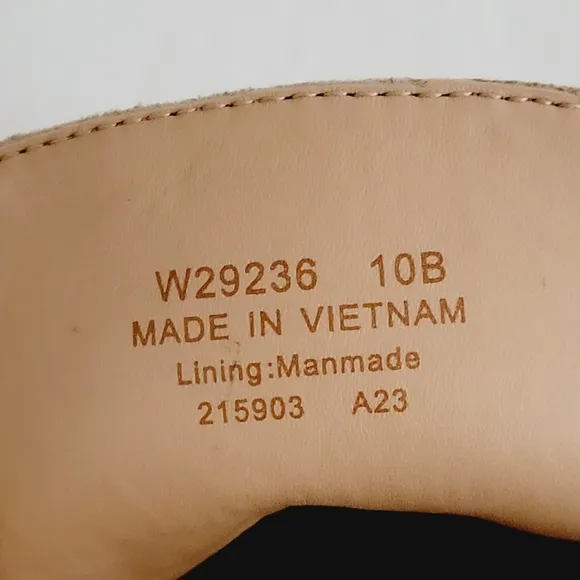 W29236 10B
MADE IN VIETNAM
Lining:Manmade
215903 A23